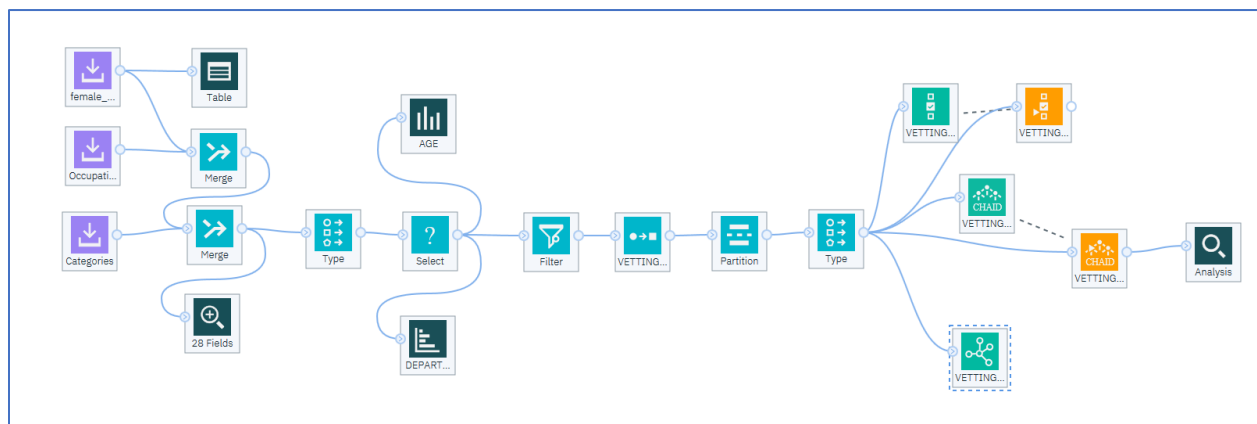 female_...
Table
Occupati...
Merge
Categories
Merge
28 Fields
Type
AGE
?
Select
DEPART...
Filter
VETTING...
Partition
Type
VETTING...
VETTING...
CHAID
VETTING...
CHAID
VETTING...
Analysis
VETTING...